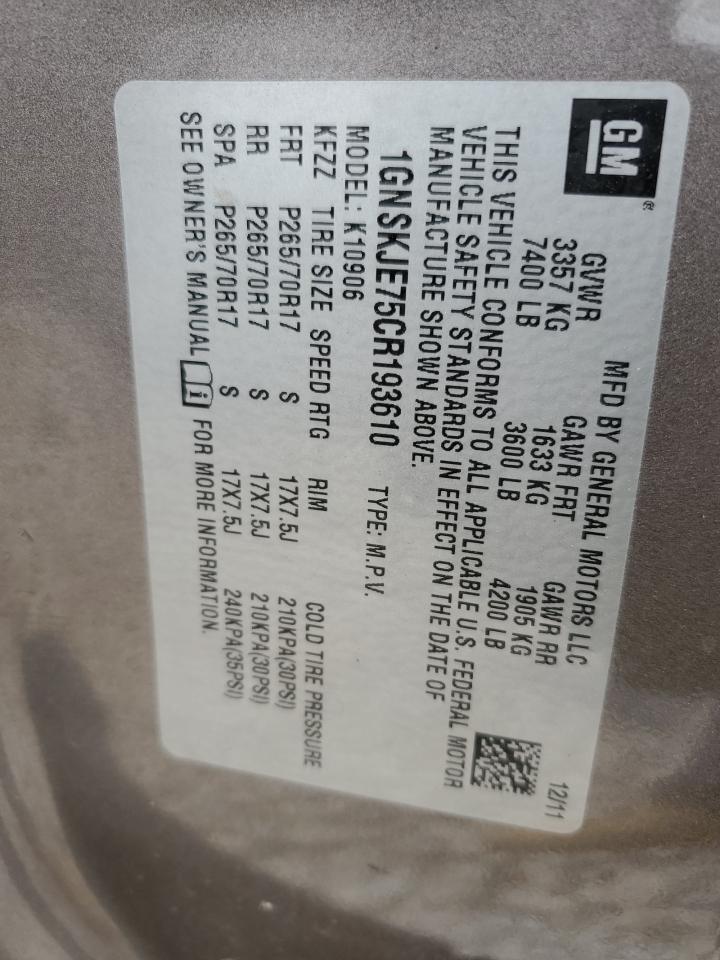 GM®
MFD BY GENERAL MOTORS LLC 12/11
GVWR GAWR FRT GAWR RR
3357 KG 1633 KG 1905 KG
7400 LB 3600 LB 4200 LB
THIS VEHICLE CONFORMS TO ALL APPLICABLE U.S. FEDERAL MOTOR
VEHICLE SAFETY STANDARDS IN EFFECT ON THE DATE OF
MANUFACTURE SHOWN ABOVE.
1GNSKJE75CR193610 TYPE: M.P.V.
MODEL: K10906
KFZZ TIRE SIZE SPEED RTG RIM COLD TIRE PRESSURE
FRT P265/70R17 S 17X7.5J 210KPA(30PSI)
RR P265/70R17 S 17X7.5J 210KPA(30PSI)
SPA P265/70R17 S 17X7.5J 240KPA(35PSI)
SEE OWNER'S MANUAL i FOR MORE INFORMATION.